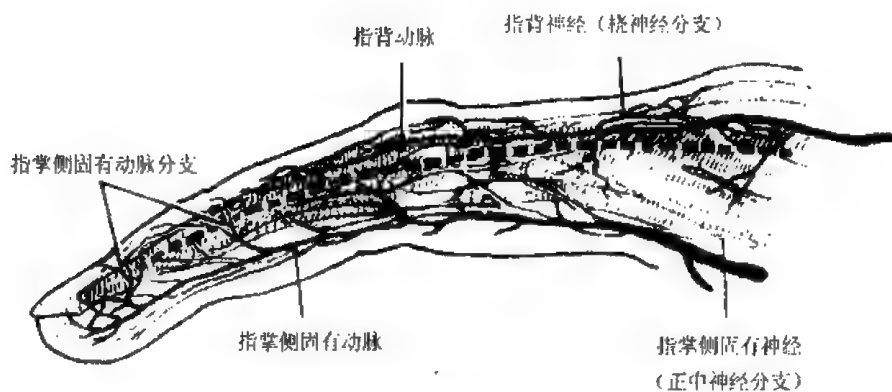 指背动脉
指背神经（桡神经分支）
指掌侧固有动脉分支
指掌侧固有动脉
指掌侧固有神经
（正中神经分支）